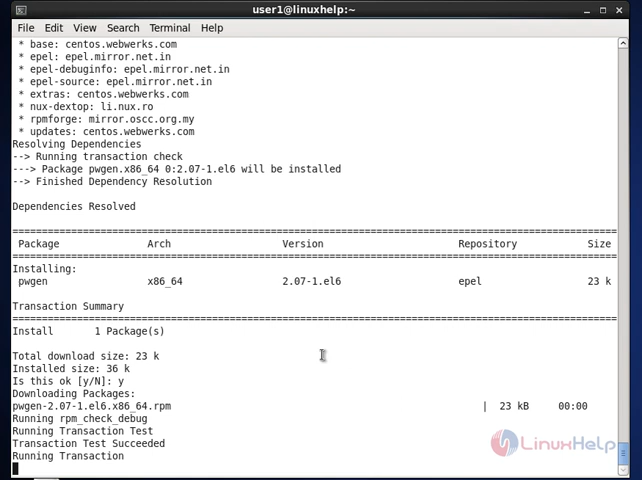 user1@linuxhelp:~
File Edit View Search Terminal Help
* base: centos.webwerks.com
* epel: epel.mirror.net.in
* epel-debuginfo: epel.mirror.net.in
* epel-source: epel.mirror.net.in
* extras: centos.webwerks.com
* nux-dextop: li.nux.ro
* rpmforge: mirror.oscc.org.my
* updates: centos.webwerks.com
Resolving Dependencies
--> Running transaction check
---> Package pwgen.x86_64 0:2.07-1.el6 will be installed
--> Finished Dependency Resolution
Dependencies Resolved
================================================================================
Package Arch Version Repository Size
================================================================================
Installing:
pwgen x86_64 2.07-1.el6 epel 23 k
Transaction Summary
================================================================================
Install 1 Package(s)
Total download size: 23 k
Installed size: 36 k
Is this ok [y/N]: y
Downloading Packages:
pwgen-2.07-1.el6.x86_64.rpm | 23 kB 00:00
Running rpm_check_debug
Running Transaction Test
Transaction Test Succeeded
Running Transaction
LinuxHelp